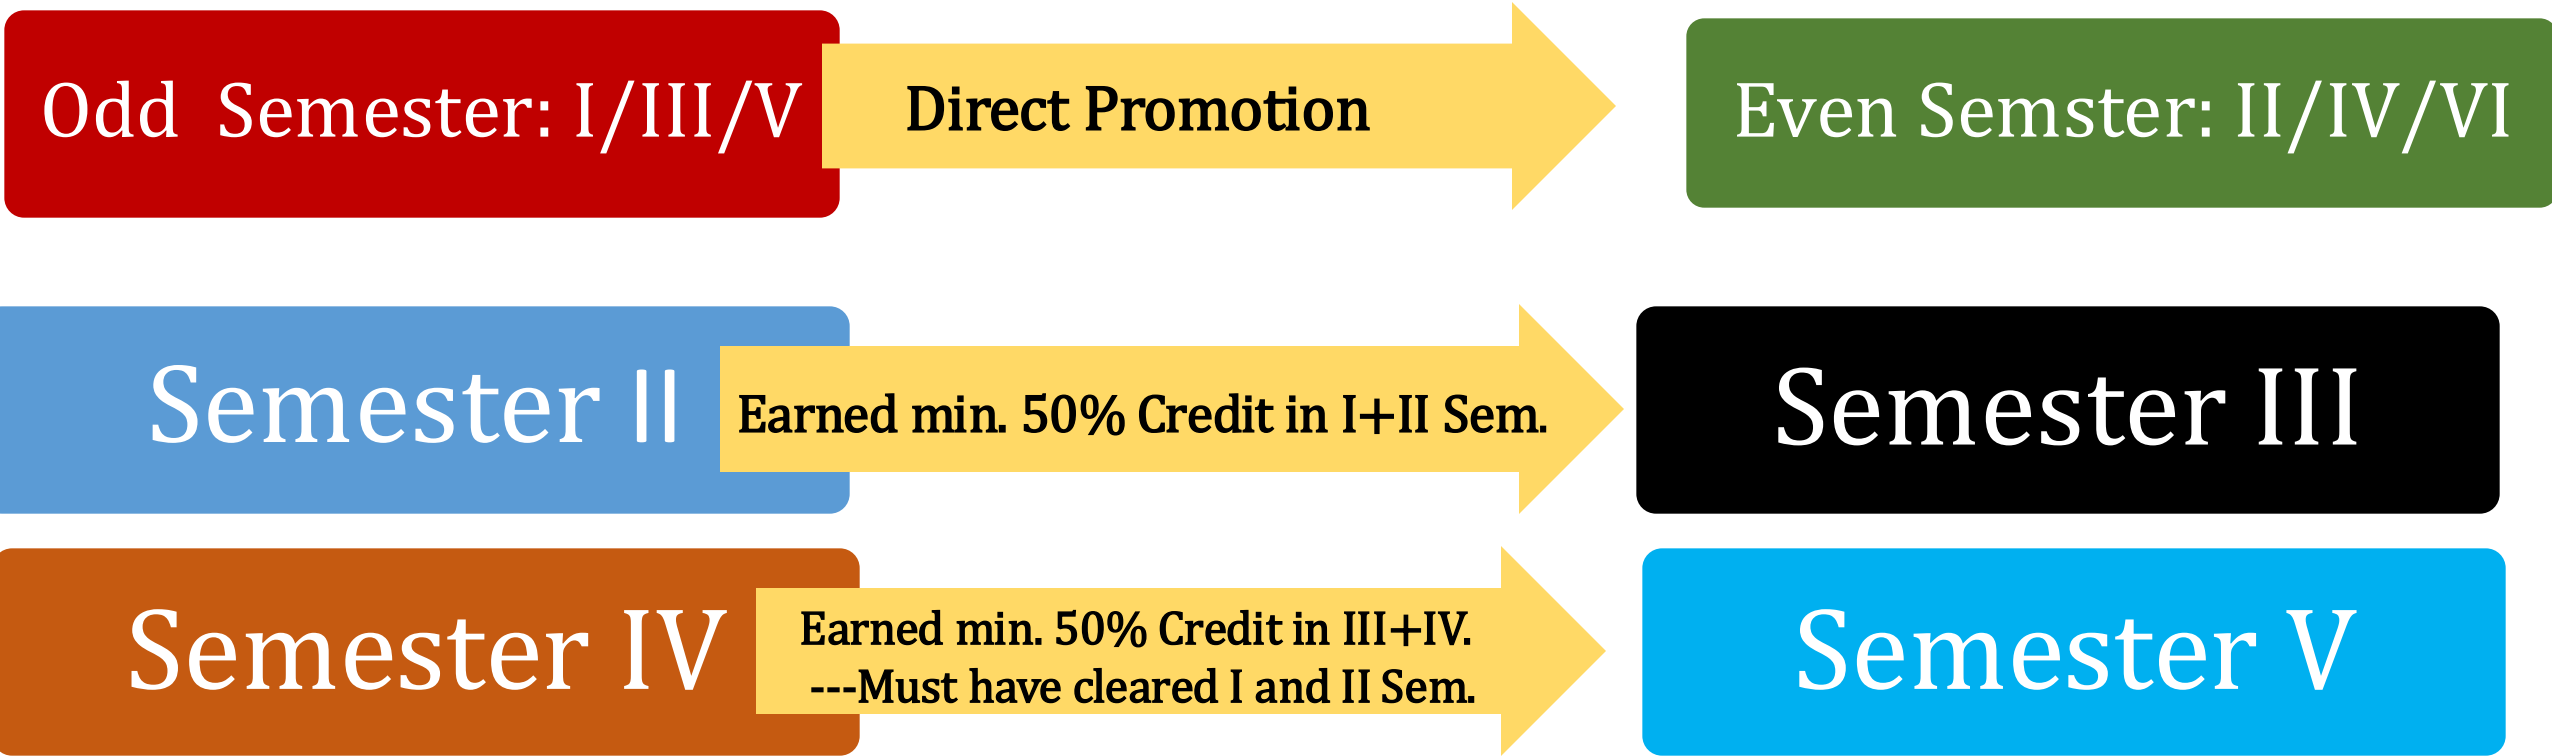 Odd  Semester: I/III/V
Direct Promotion
Even Semster: II/IV/VI
Semester II
Earned min. 50% Credit in I+II Sem.
Semester III
Semester IV
Earned min. 50% Credit in III+IV.
---Must have cleared I and II Sem.
Semester V